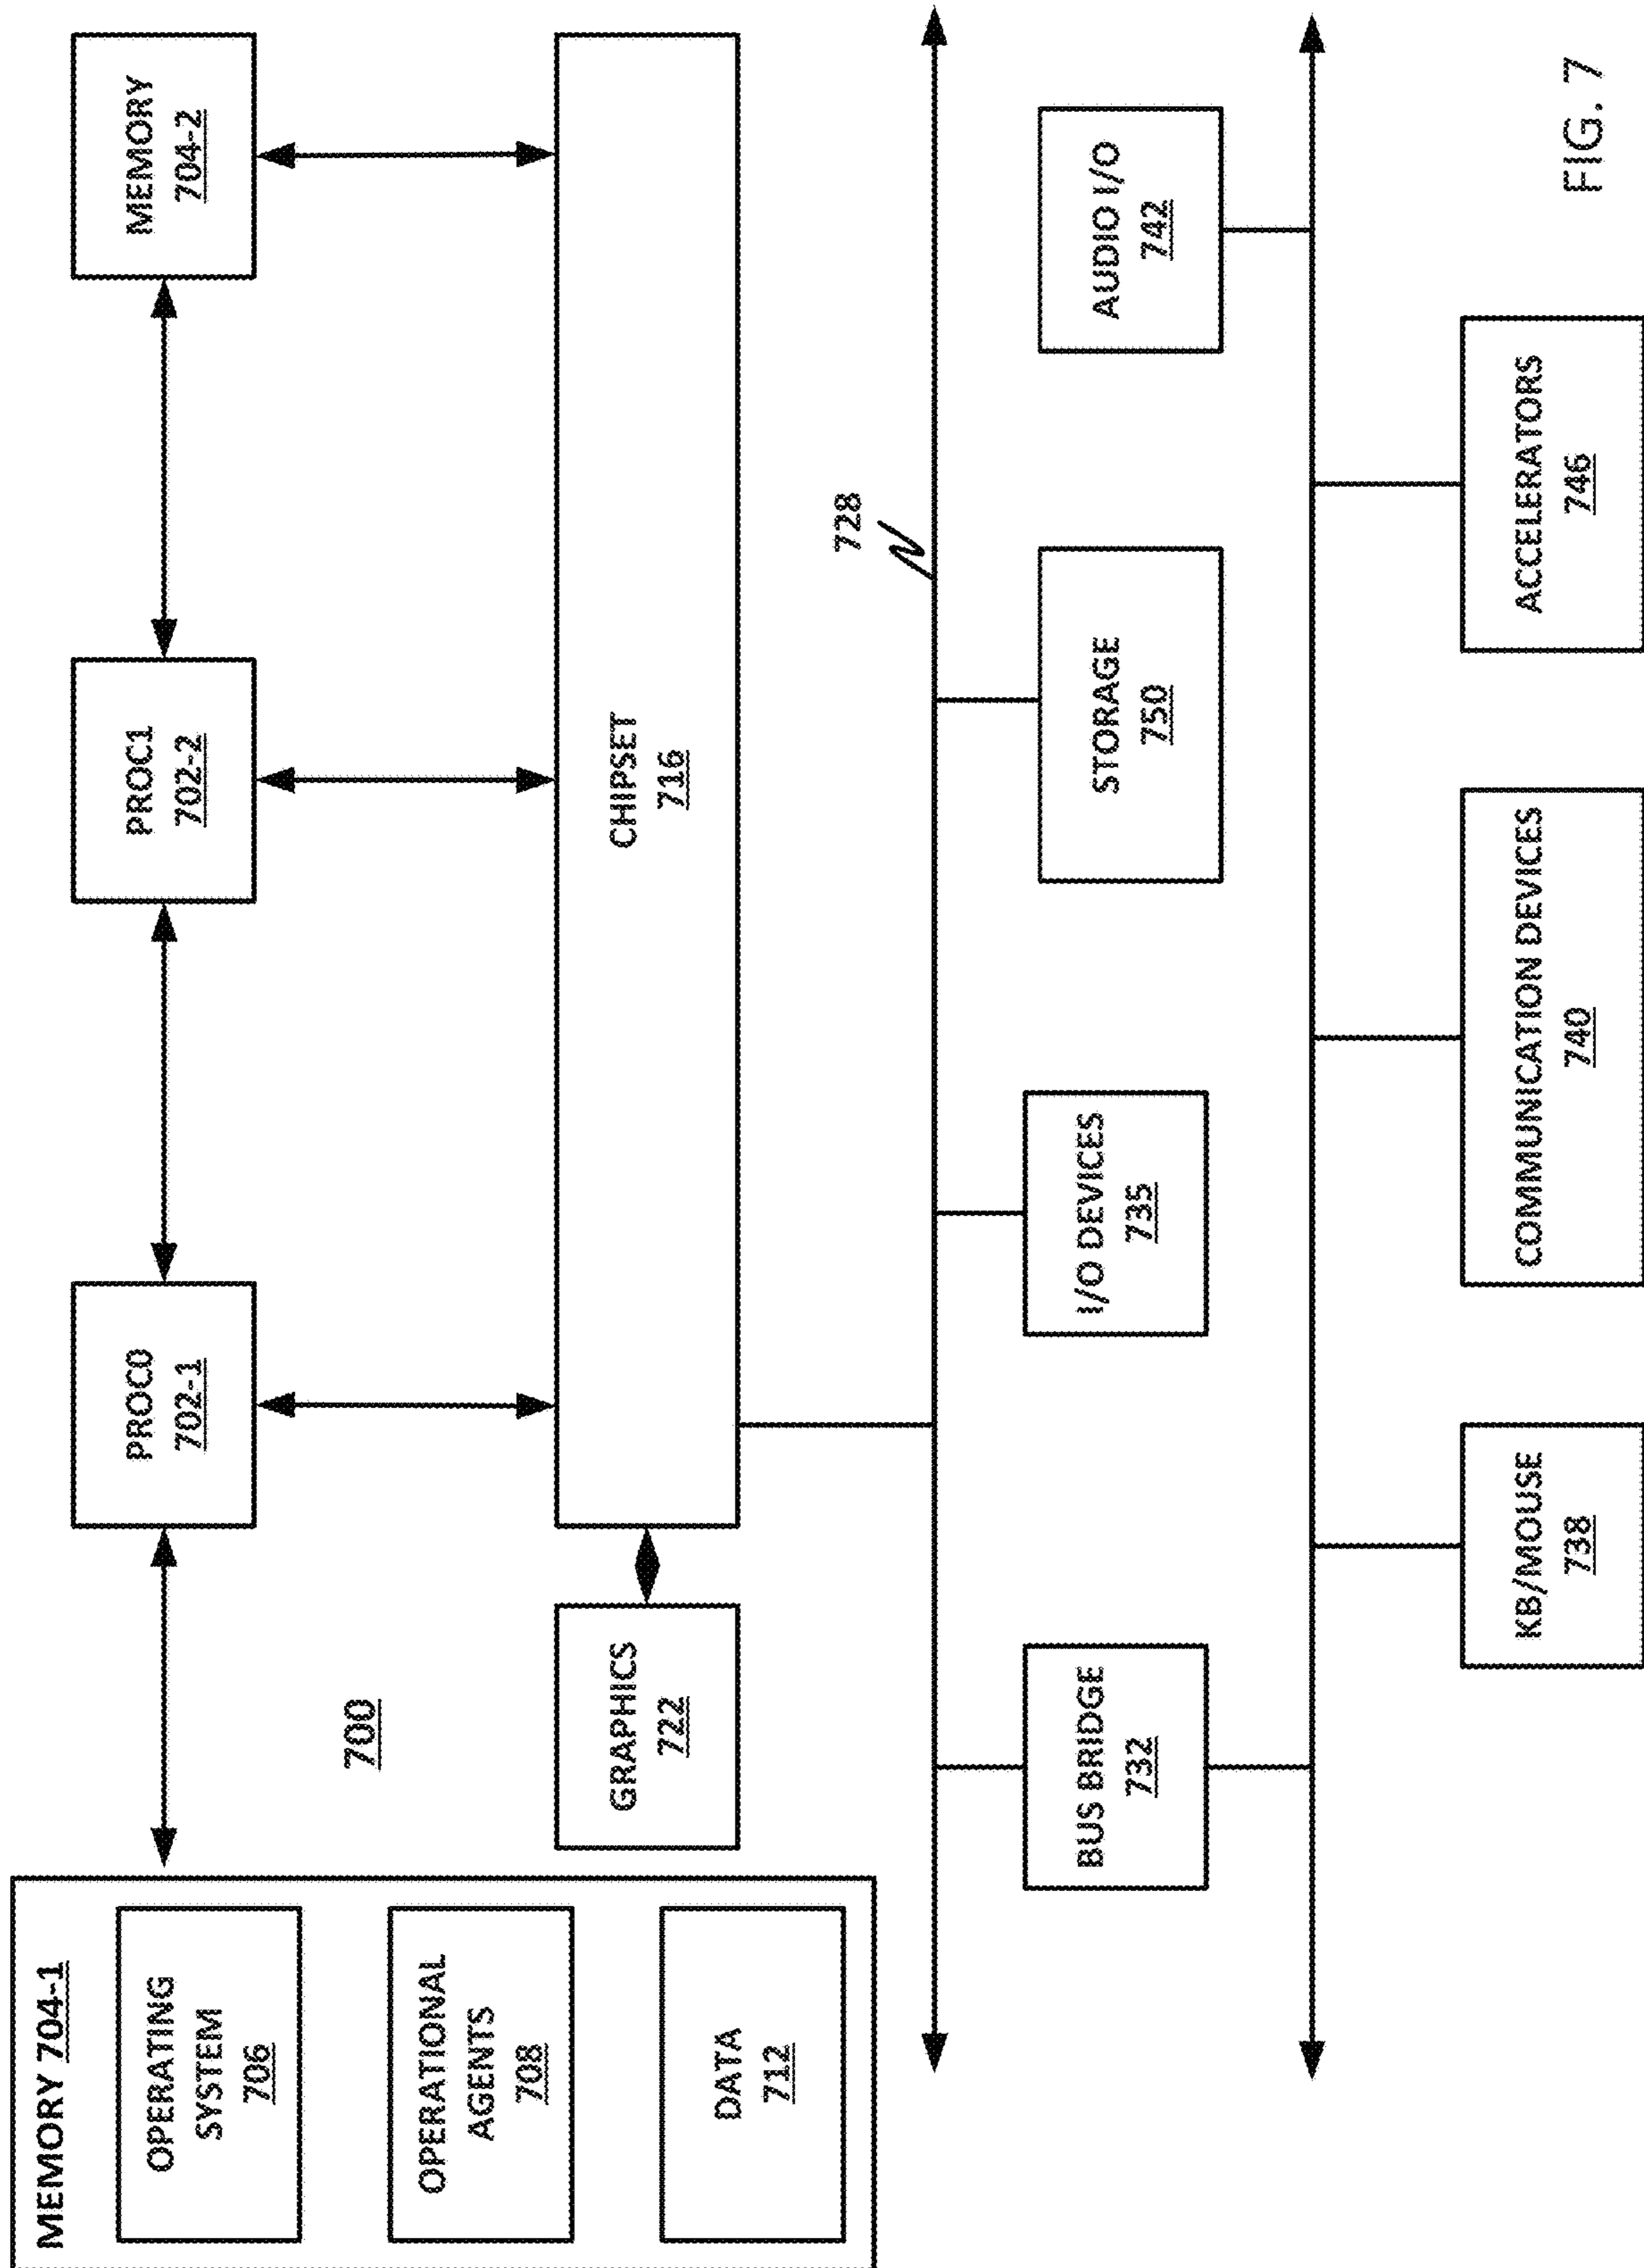 MEMORY 704-1
OPERATING
SYSTEM
706
OPERATIONAL
AGENTS
708
DATA
712
700
PROC0
702-1
PROC1
702-2
MEMORY
704-2
GRAPHICS
722
CHIPSET
716
728
BUS BRIDGE
732
I/O DEVICES
735
STORAGE
750
AUDIO I/O
742
KB/MOUSE
738
COMMUNICATION DEVICES
740
ACCELERATORS
746
FIG. 7